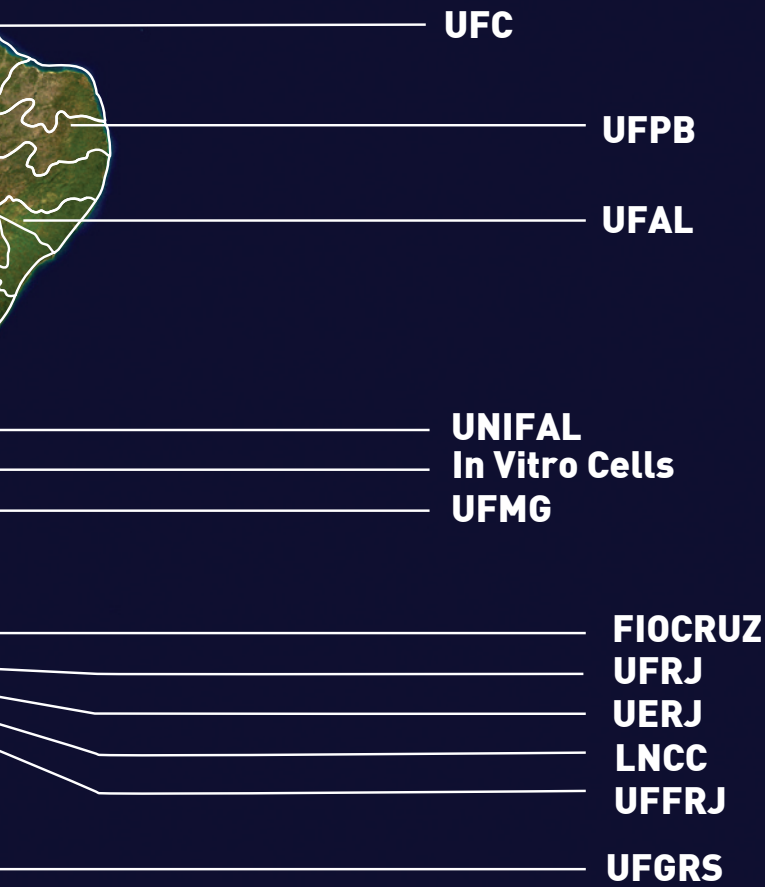 UFC
UFPB
UFAL
UNIFAL
In Vitro Cells
UFMG
FIOCRUZ
UFRJ
UERJ
LNCC
UFFRJ
UFGRS